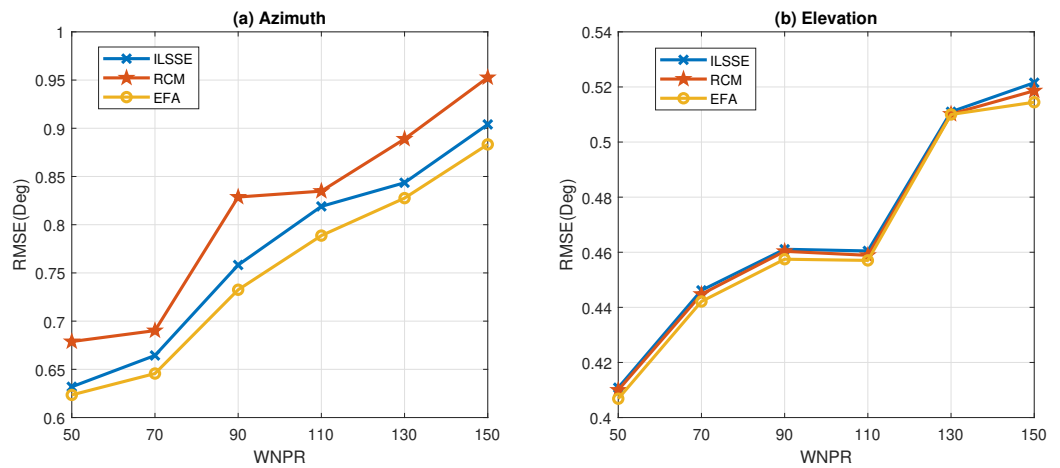 (a) Azimuth
1
0.95
0.9
0.85
0.8
0.75
0.7
0.65
0.6
RMSE(Deg)
ILSSE
RCM
EFA
50 70 90 110 130 150
WNPR
(b) Elevation
0.54
0.52
0.5
0.48
0.46
0.44
0.42
0.4
RMSE(Deg)
ILSSE
RCM
EFA
50 70 90 110 130 150
WNPR